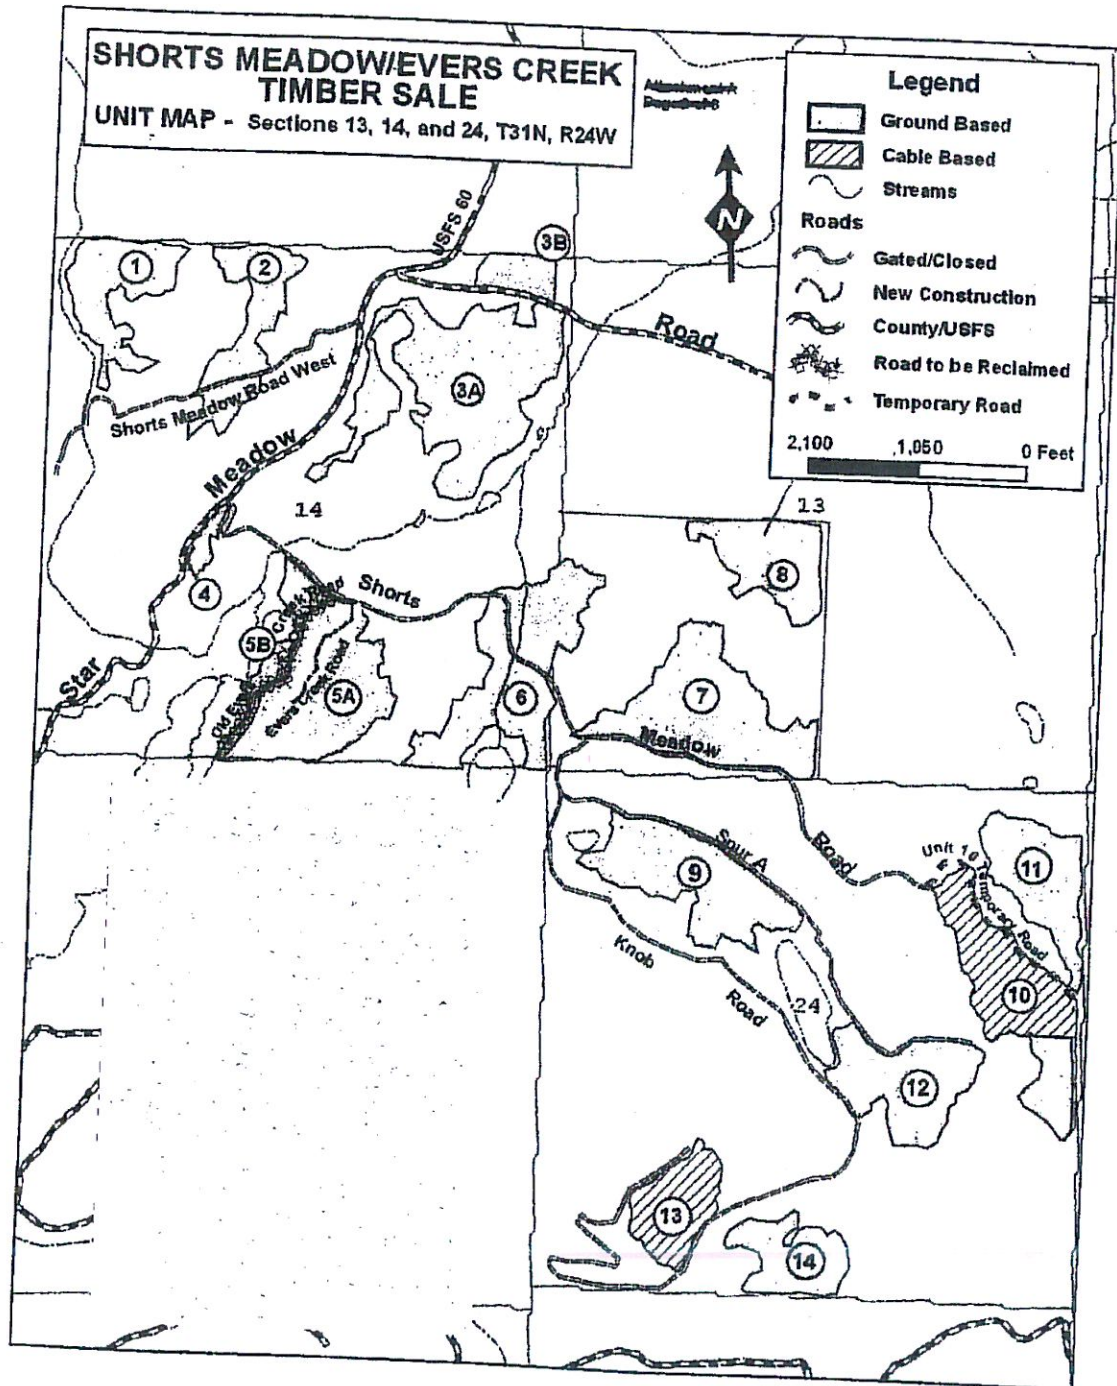 SHORTS MEADOW/EVERS CREEK
TIMBER SALE
UNIT MAP - Sections 13, 14, and 24, T31N, R24W
Attachment A
Legend
Ground Based
Cable Based
Streams
Roads
Gated/Closed
New Construction
County/USFS
Road to be Reclaimed
Temporary Road
2,100 1,050 0 Feet
N
USFS 60
1
2
3B
Road
3A
Shorts Meadow Road West
Star Meadow
14
13
8
4
Shorts
5B
Old Evers Creek Road
Evers Creek Road
5A
6
7
Meadow
Road
Spur A
9
Unit 10 Temporary Road
11
10
Knob
Road
24
12
13
14